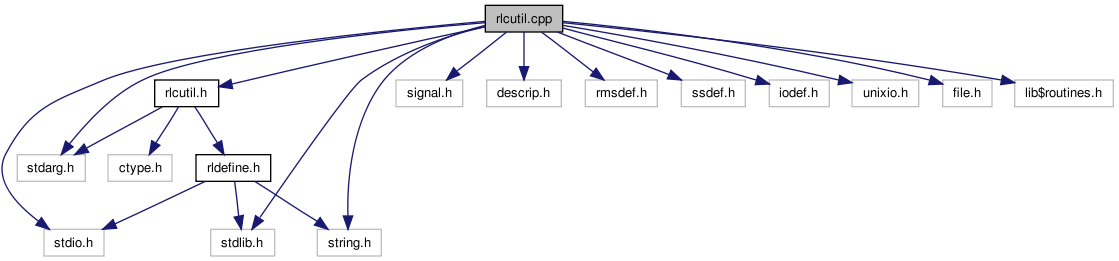 rlcutil.cpp
rlcutil.h
signal.h
descrip.h
rmsdef.h
ssdef.h
iodef.h
unixio.h
file.h
lib$routines.h
stdarg.h
ctype.h
rldefine.h
stdio.h
stdlib.h
string.h